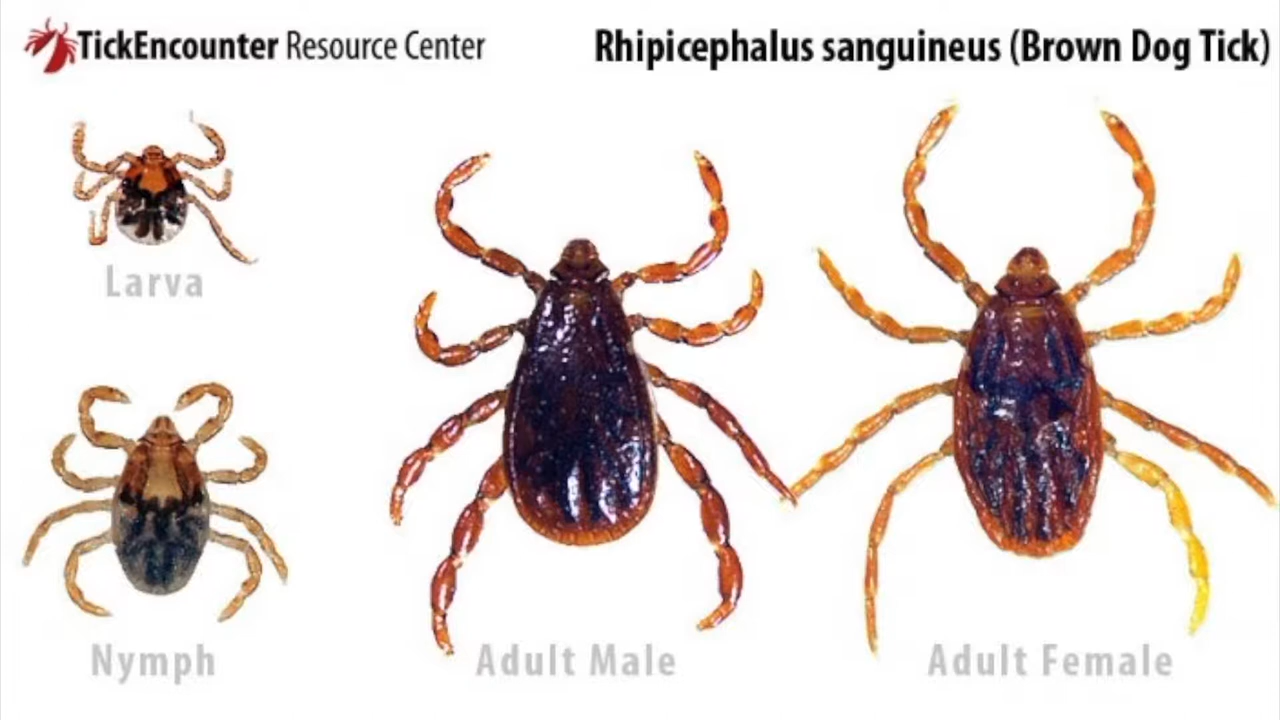 TickEncounter Resource Center
Rhipicephalus sanguineus (Brown Dog Tick)
Larva
Nymph
Adult Male
Adult Female